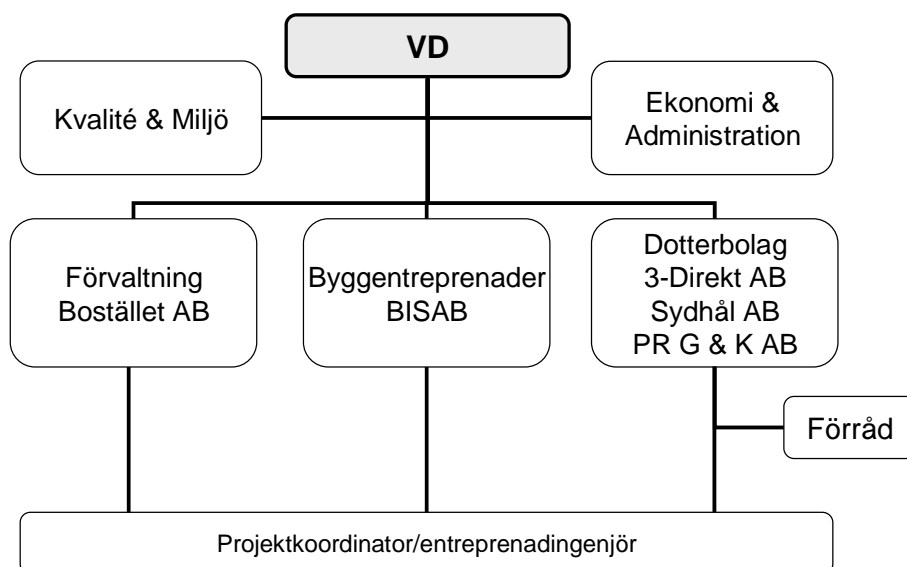 VD
Kvalité & Miljö
Ekonomi &
Administration
Förvaltning
Bostället AB
Byggentreprenader
BISAB
Dotterbolag
3-Direkt AB
Sydhål AB
PR G & K AB
Förråd
Projektkoordinator/entreprenadingenjör